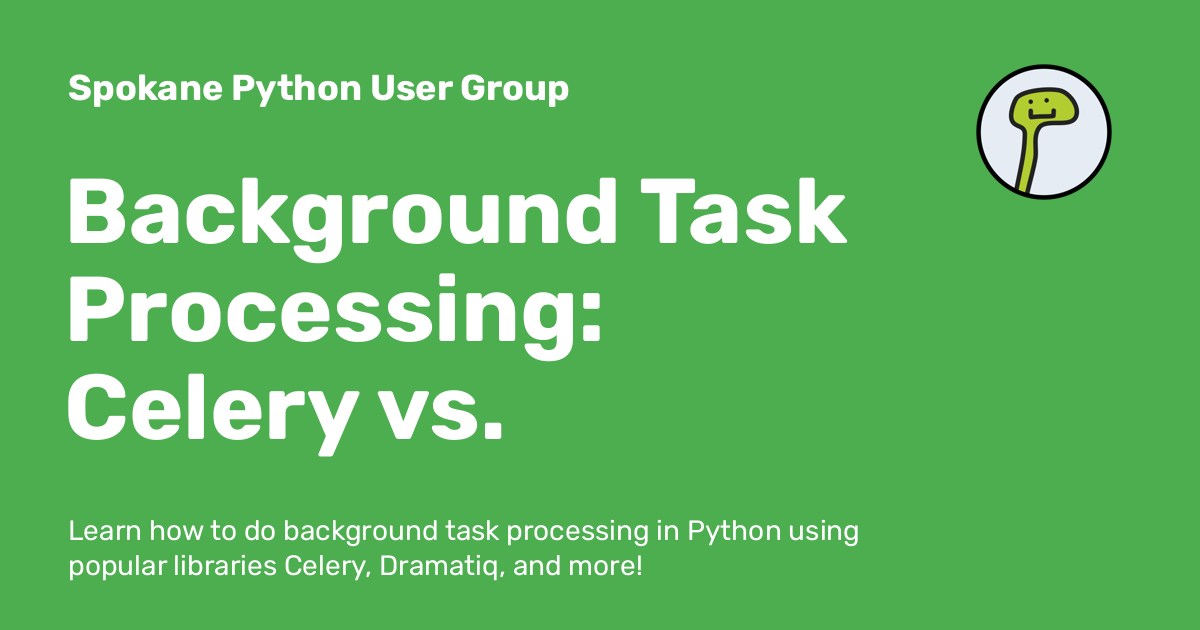 Spokane Python User Group
Background Task
Processing:
Celery vs.
Learn how to do background task processing in Python using
popular libraries Celery, Dramatiq, and more!